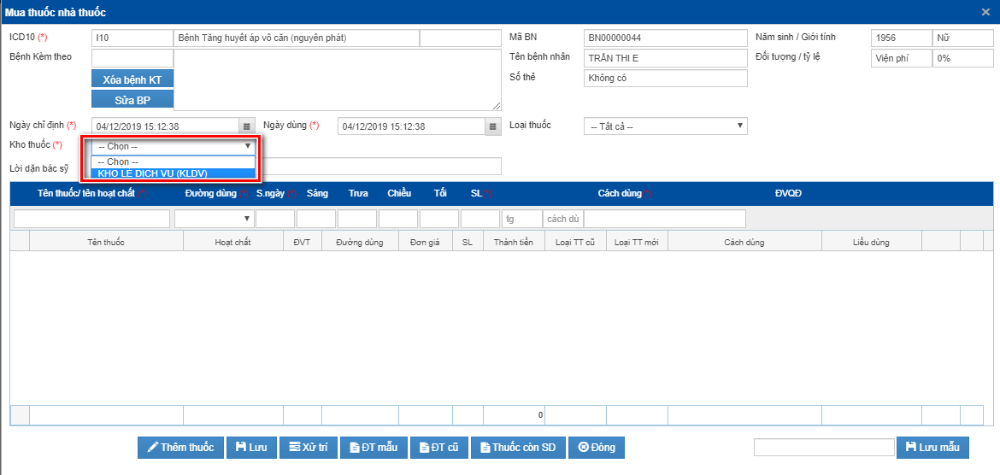 Mua thuốc nhà thuốc ×
ICD10 (*) I10 Bệnh Tăng huyết áp vô căn (nguyên phát) Mã BN BN00000044 Năm sinh / Giới tính 1956 Nữ
Bệnh Kèm theo Tên bệnh nhân TRẦN THI E Đối tượng / tỷ lệ Viện phí 0%
Xóa bệnh KT Số thẻ Không có
Sửa BP
Ngày chỉ định (*) 04/12/2019 15:12:38 Ngày dùng (*) 04/12/2019 15:12:38 Loại thuốc -- Tất cả --
Kho thuốc (*) -- Chọn --
-- Chọn --
Lời dặn bác sỹ KHO LẺ DỊCH VỤ (KLDV)
Tên thuốc/ tên hoạt chất (*) Đường dùng (*) S.ngày (*) Sáng Trưa Chiều Tối SL (*) Cách dùng(*) ĐVQĐ
tg cách dù
Tên thuốc Hoạt chất ĐVT Đường dùng Đơn giá SL Thành tiền Loại TT cũ Loại TT mới Cách dùng Liều dùng
0
Thêm thuốc Lưu Xử trí ĐT mẫu ĐT cũ Thuốc còn SD Đóng Lưu mẫu